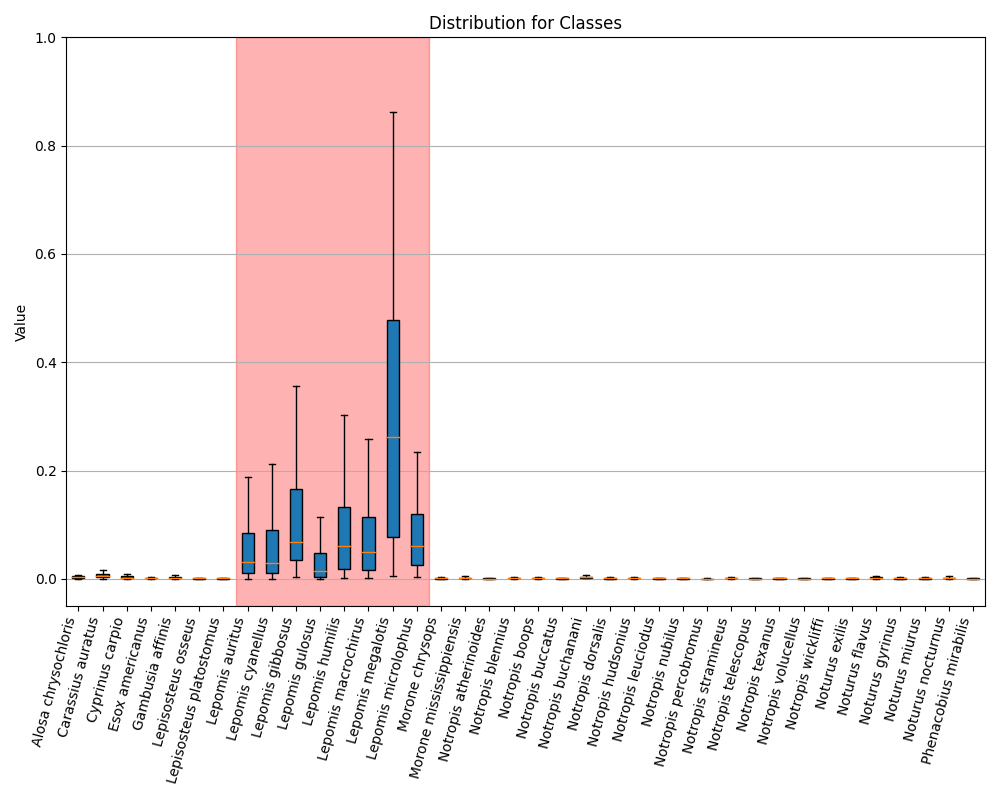 Distribution for Classes
1.0
0.8
0.6
0.4
0.2
0.0
Value
Alosa chrysochloris
Carassius auratus
Cyprinus carpio
Esox americanus
Gambusia affinis
Lepisosteus osseus
Lepisosteus platostomus
Lepomis auritus
Lepomis cyanellus
Lepomis gibbosus
Lepomis gulosus
Lepomis humilis
Lepomis macrochirus
Lepomis megalotis
Lepomis microlophus
Morone chrysops
Morone mississippiensis
Notropis atherinoides
Notropis blennius
Notropis boops
Notropis buccatus
Notropis buchanani
Notropis dorsalis
Notropis hudsonius
Notropis leuciodus
Notropis nubilus
Notropis percobromus
Notropis stramineus
Notropis telescopus
Notropis texanus
Notropis volucellus
Notropis wickliffi
Noturus exilis
Noturus flavus
Noturus gyrinus
Noturus miurus
Noturus nocturnus
Phenacobius mirabilis